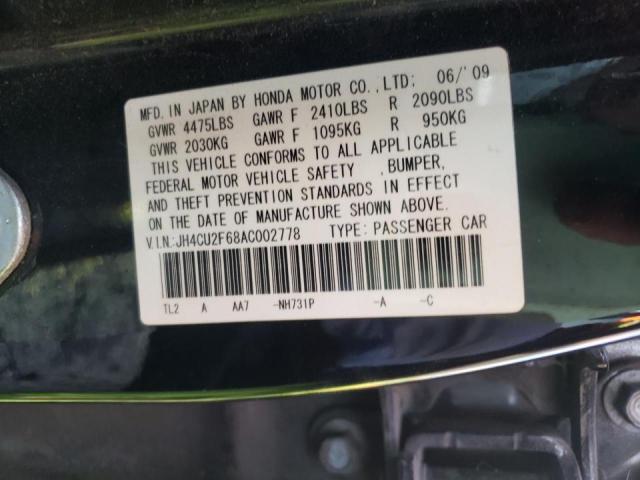 MFD. IN JAPAN BY HONDA MOTOR CO.,LTD; 06/'09
GVWR 4475LBS GAWR F 2410LBS R 2090LBS
GVWR 2030KG GAWR F 1095KG R 950KG
THIS VEHICLE CONFORMS TO ALL APPLICABLE
FEDERAL MOTOR VEHICLE SAFETY ,BUMPER,
AND THEFT PREVENTION STANDARDS IN EFFECT
ON THE DATE OF MANUFACTURE SHOWN ABOVE.
V.I.N.:JH4CU2F68AC002778 TYPE: PASSENGER CAR
TL2 A AA7 -NH731P -A -C